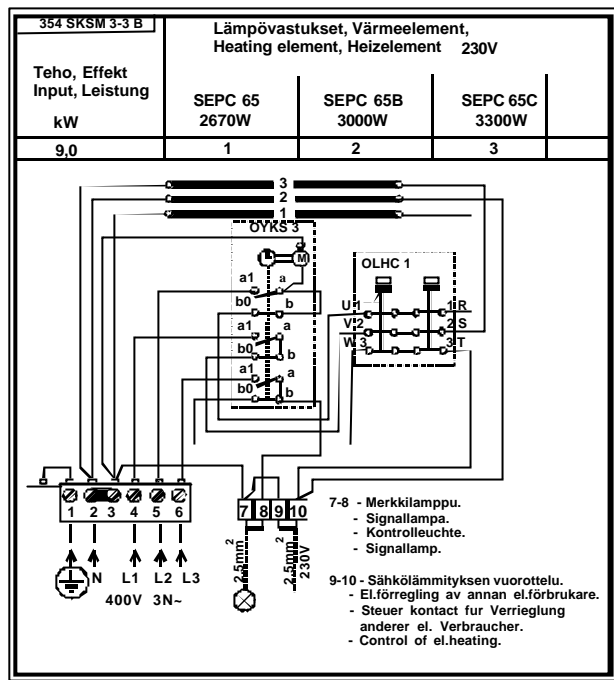 354 SKSM 3-3 B
Lämpövastukset, Värmeelement,
Heating element, Heizelement 230V
Teho, Effekt
Input, Leistung
kW
SEPC 65
2670W
SEPC 65B
3000W
SEPC 65C
3300W
9,0
1
2
3
3
2
1
OYKS 3
M
OLHC 1
a1
a
b0
b
a1
a
b0
b
a1
a
b0
b
U 1
1 R
V 2
2 S
W 3
3 T
1 2 3 4 5 6
7 8 9 10
N L1 L2 L3
400V 3N~
2.5mm²
2.5mm²
230V
7-8 - Merkkilamppu.
- Signallampa.
- Kontrolleuchte.
- Signallamp.
9-10 - Sähkölämmityksen vuorottelu.
- El.förregling av annan el.förbrukare.
- Steuer kontact fur Verrieglung
anderer el. Verbraucher.
- Control of el.heating.